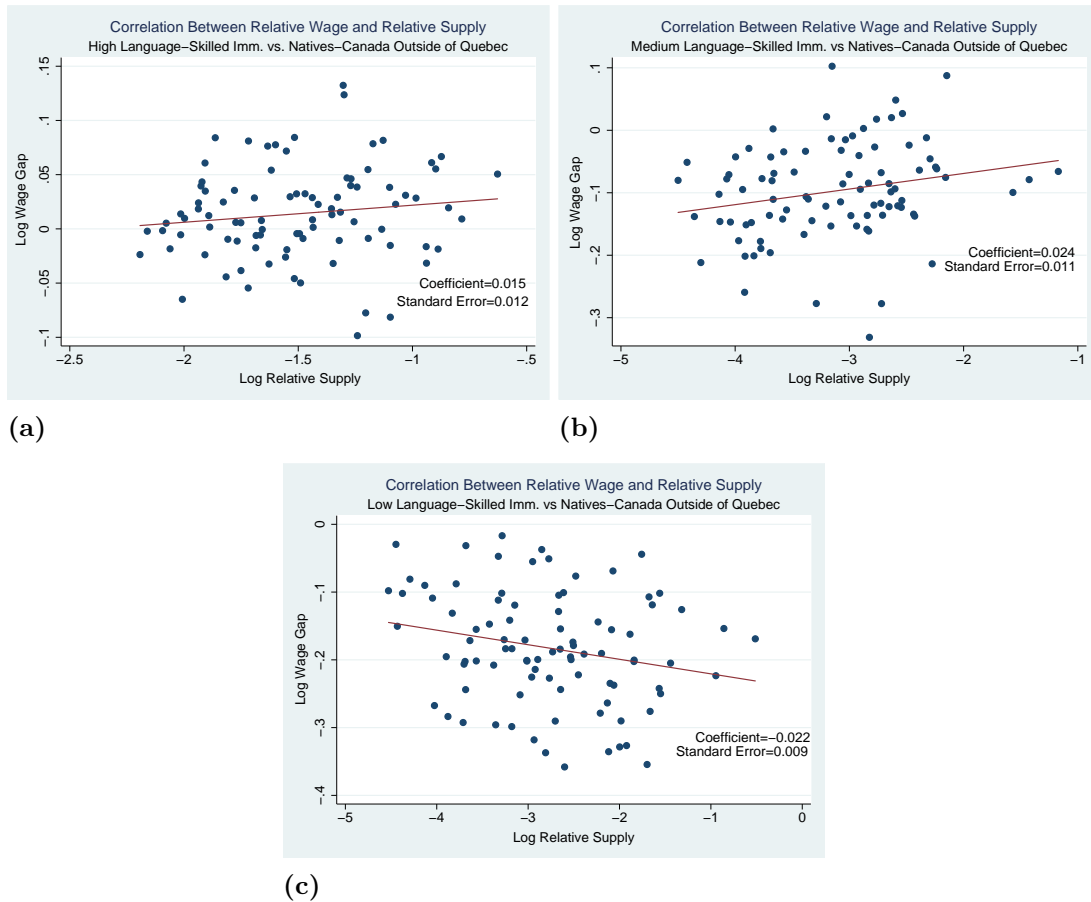 Correlation Between Relative Wage and Relative Supply
High Language−Skilled Imm. vs. Natives−Canada Outside of Quebec
.15
.1
.05
0
−.05
−.1
Log Wage Gap
Coefficient=0.015
Standard Error=0.012
−2.5 −2 −1.5 −1 −.5
Log Relative Supply
(a)
Correlation Between Relative Wage and Relative Supply
Medium Language−Skilled Imm. vs Natives−Canada Outside of Quebec
.1
0
−.1
−.2
−.3
Log Wage Gap
Coefficient=0.024
Standard Error=0.011
−5 −4 −3 −2 −1
Log Relative Supply
(b)
Correlation Between Relative Wage and Relative Supply
Low Language−Skilled Imm. vs Natives−Canada Outside of Quebec
0
−.1
−.2
−.3
−.4
Log Wage Gap
Coefficient=−0.022
Standard Error=0.009
−5 −4 −3 −2 −1 0
Log Relative Supply
(c)